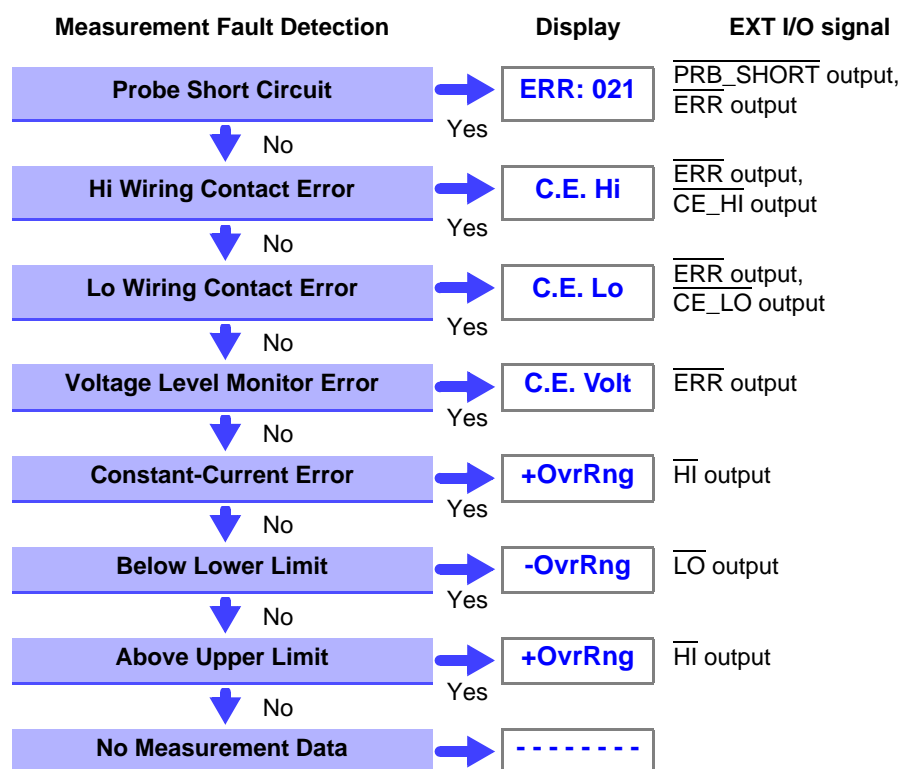 Measurement Fault Detection Display EXT I/O signal
Probe Short Circuit ERR: 021 PRB_SHORT output,
ERR output
Yes
No
Hi Wiring Contact Error C.E. Hi ERR output,
CE_HI output
Yes
No
Lo Wiring Contact Error C.E. Lo ERR output,
CE_LO output
Yes
No
Voltage Level Monitor Error C.E. Volt ERR output
Yes
No
Constant-Current Error +OvrRng HI output
Yes
No
Below Lower Limit -OvrRng LO output
Yes
No
Above Upper Limit +OvrRng HI output
Yes
No
No Measurement Data - - - - - - - -